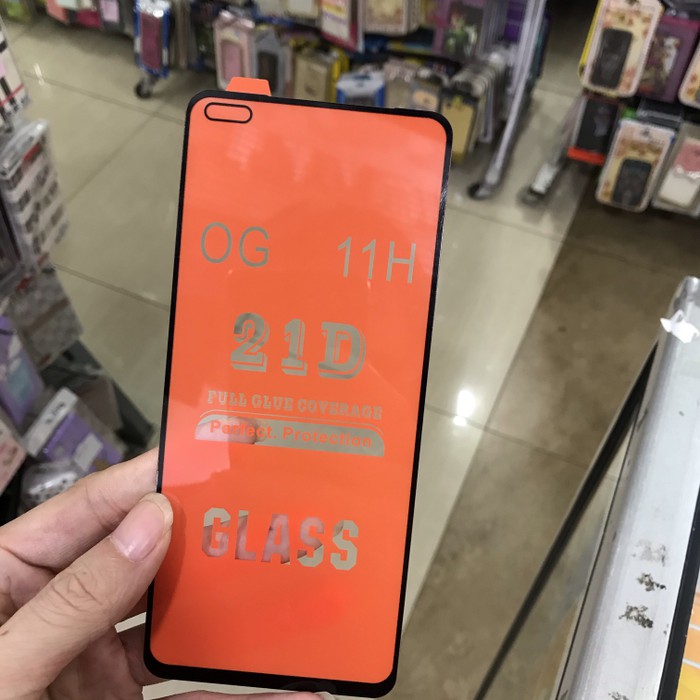 OG 11H
21D
FULL GLUE COVERAGE
Perfect. Protection
GLASS